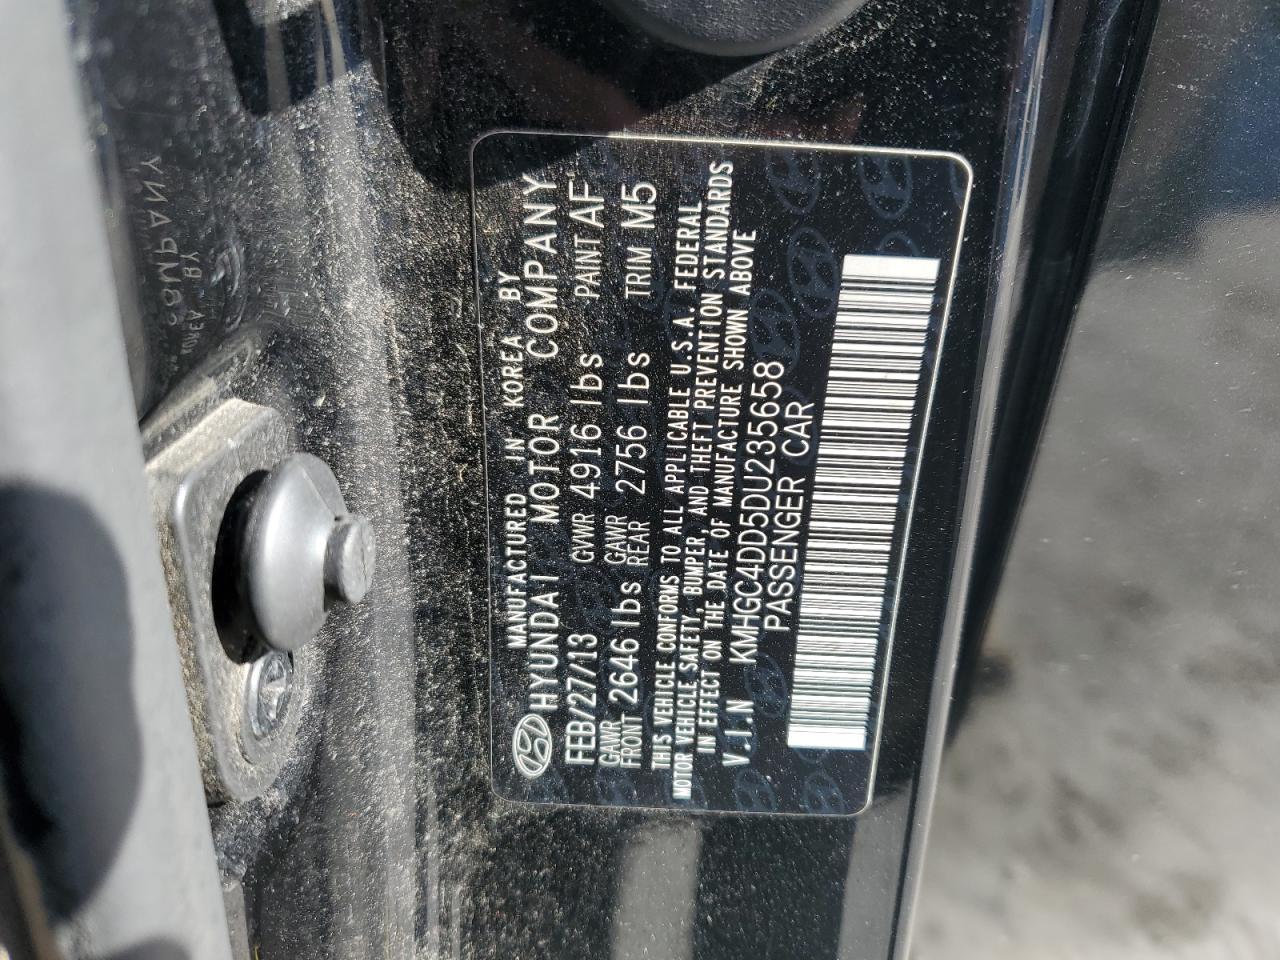 MANUFACTURED IN KOREA BY
HYUNDAI MOTOR COMPANY
FEB/27/13 GVWR 4916 lbs PAINT AF
GAWR FRONT 2646 lbs GAWR REAR 2756 lbs TRIM M5
THIS VEHICLE CONFORMS TO ALL APPLICABLE U.S.A. FEDERAL
MOTOR VEHICLE SAFETY, BUMPER, AND THEFT PREVENTION STANDARDS
IN EFFECT ON THE DATE OF MANUFACTURE SHOWN ABOVE
V.I.N KMHGC4DD5DU235658
PASSENGER CAR